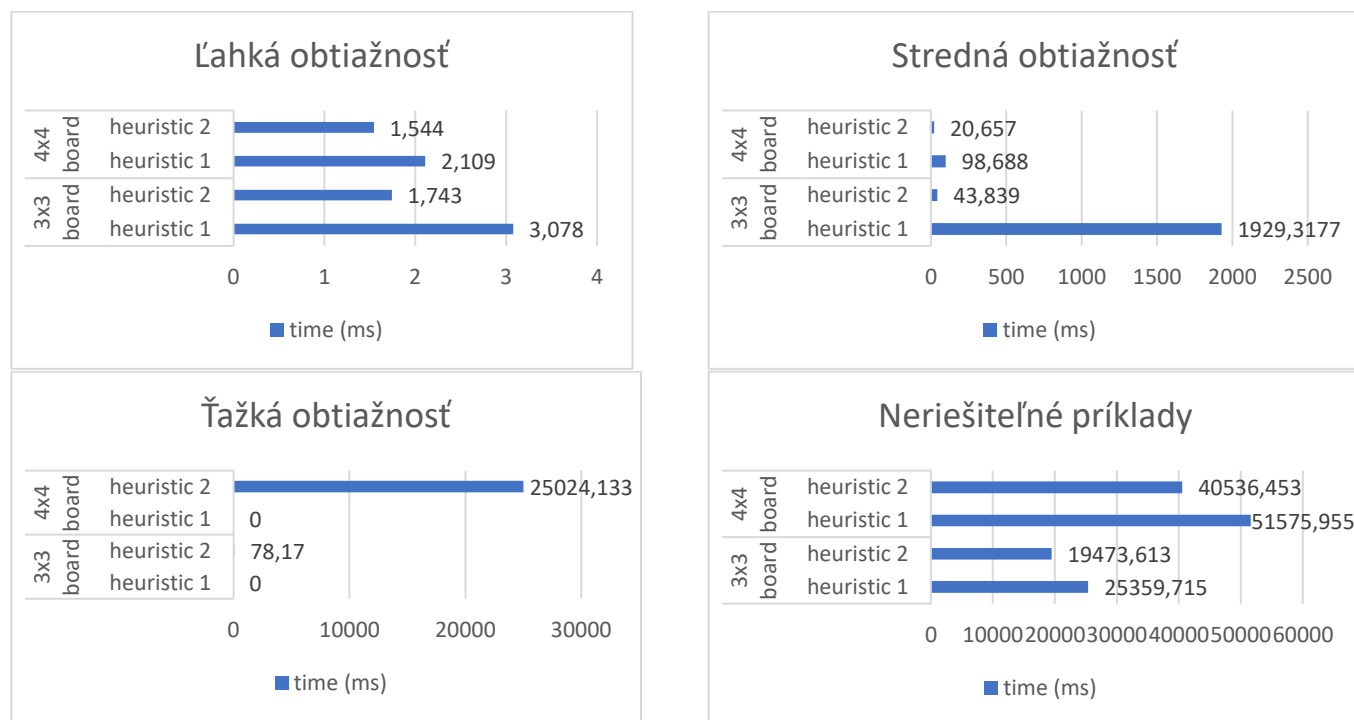 Ľahká obtiažnosť
4x4 board
heuristic 2
1,544
heuristic 1
2,109
3x3 board
heuristic 2
1,743
heuristic 1
3,078
0 1 2 3 4
time (ms)
Stredná obtiažnosť
4x4 board
heuristic 2
20,657
heuristic 1
98,688
3x3 board
heuristic 2
43,839
heuristic 1
1929,3177
0 500 1000 1500 2000 2500
time (ms)
Ťažká obtiažnosť
4x4 board
heuristic 2
25024,133
heuristic 1
0
3x3 board
heuristic 2
78,17
heuristic 1
0
0 10000 20000 30000
time (ms)
Neriešiteľné príklady
4x4 board
heuristic 2
40536,453
heuristic 1
51575,955
3x3 board
heuristic 2
19473,613
heuristic 1
25359,715
0 10000 20000 30000 40000 50000 60000
time (ms)